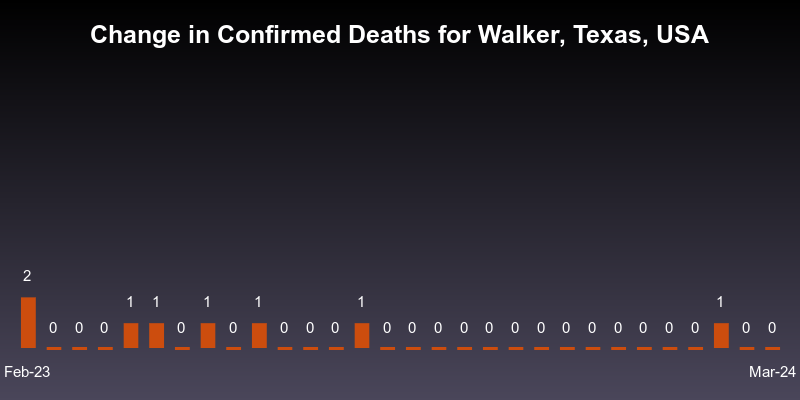 Change in Confirmed Deaths for Walker, Texas, USA
2
1 1 1 1 1 1
0 0 0 0 0 0 0 0 0 0 0 0 0 0 0 0 0 0 0 0 0 0 0
Feb-23 Mar-24